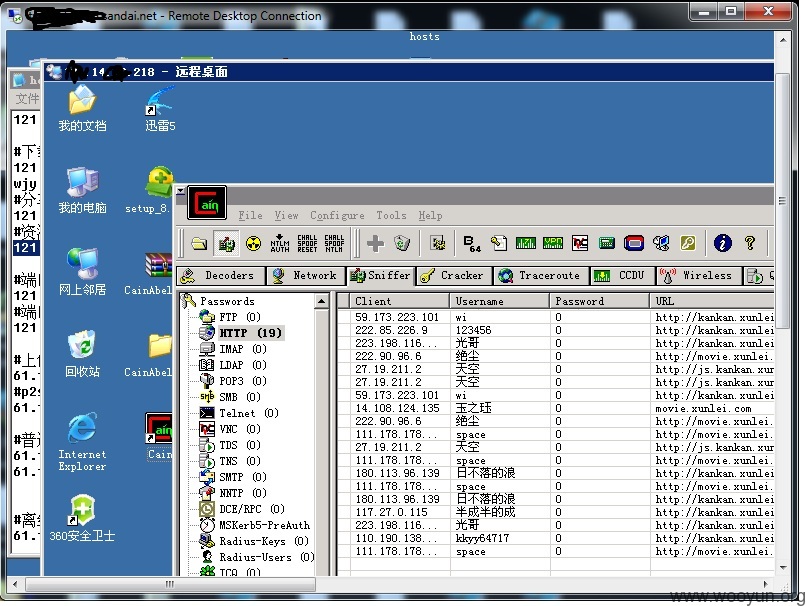 sandai.net - Remote Desktop Connection
hosts
14. .218 - 远程桌面
文件
121
#下载
121
wjy
#分享
121
#资源
121
#端口
121
#端口
121
61.
#p2s
61.
61.
61.
61.
我的文档
迅雷5
我的电脑
setup_8.
网上邻居
CainAbel
回收站
CainAbel
Internet Explorer
Cain
360安全卫士
Cain
File View Configure Tools Help
NTLM AUTH
CHALL SPOOF RESET
CHALL SPOOF NTLM
B64
Decoders Network Sniffer Cracker Traceroute CCDU Wireless Q
Passwords
FTP (0)
HTTP (19)
IMAP (0)
LDAP (0)
POP3 (0)
SMB (0)
Telnet (0)
VNC (0)
TDS (0)
TNS (0)
SMTP (0)
NNTP (0)
DCE/RPC (0)
MSKerb5-PreAuth
Radius-Keys (0)
Radius-Users (0)
ICQ (0)
Client Username Password URL
59.173.223.101 wi 0 http://kankan.xunlei
222.85.226.9 123456 0 http://kankan.xunlei
223.198.116... 光哥 0 http://kankan.xunlei
222.90.96.6 绝尘 0 http://movie.xunlei.
27.19.211.2 天空 0 http://js.kankan.xun
27.19.211.2 天空 0 http://js.kankan.xun
59.173.223.101 wi 0 http://kankan.xunlei
14.108.124.135 玉之珏 0 movie.xunlei.com
222.90.96.6 绝尘 0 http://movie.xunlei.
111.178.178... space 0 http://movie.xunlei.
27.19.211.2 天空 0 http://js.kankan.xun
111.178.178... space 0 http://movie.xunlei.
180.113.96.139 日不落的浪 0 http://kankan.xunlei
111.178.178... space 0 http://movie.xunlei.
180.113.96.139 日不落的浪 0 http://kankan.xunlei
117.27.0.115 半成半的成 0 http://kankan.xunlei
223.198.116... 光哥 0 http://kankan.xunlei
110.190.138... kkyy64717 0 http://kankan.xunlei
111.178.178... space 0 http://movie.xunlei.
www.wooyun.org